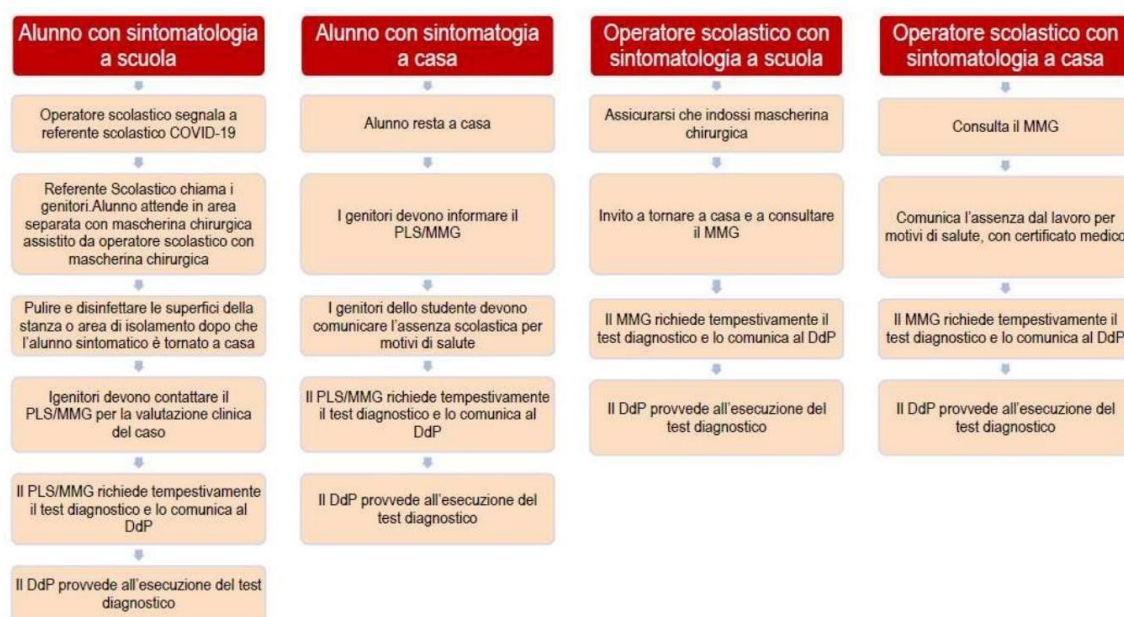 Alunno con sintomatologia
a scuola
Operatore scolastico segnala a
referente scolastico COVID-19
Referente Scolastico chiama i
genitori.Alunno attende in area
separata con mascherina chirurgica
assistito da operatore scolastico con
mascherina chirurgica
Pulire e disinfettare le superfici della
stanza o area di isolamento dopo che
l'alunno sintomatico è tornato a casa
Igenitori devono contattare il
PLS/MMG per la valutazione clinica
del caso
Il PLS/MMG richiede tempestivamente
il test diagnostico e lo comunica al
DdP
Il DdP provvede all'esecuzione del test
diagnostico
Alunno con sintomatogia
a casa
Alunno resta a casa
I genitori devono informare il
PLS/MMG
I genitori dello studente devono
comunicare l'assenza scolastica per
motivi di salute
Il PLS/MMG richiede tempestivamente
il test diagnostico e lo comunica al
DdP
Il DdP provvede all'esecuzione del
test diagnostico
Operatore scolastico con
sintomatologia a scuola
Assicurarsi che indossi mascherina
chirurgica
Invito a tornare a casa e a consultare
il MMG
Il MMG richiede tempestivamente il
test diagnostico e lo comunica al DdP
Il DdP provvede all'esecuzione del
test diagnostico
Operatore scolastico con
sintomatologia a casa
Consulta il MMG
Comunica l'assenza dal lavoro per
motivi di salute, con certificato medico
Il MMG richiede tempestivamente il
test diagnostico e lo comunica al DdP
Il DdP provvede all'esecuzione del
test diagnostico